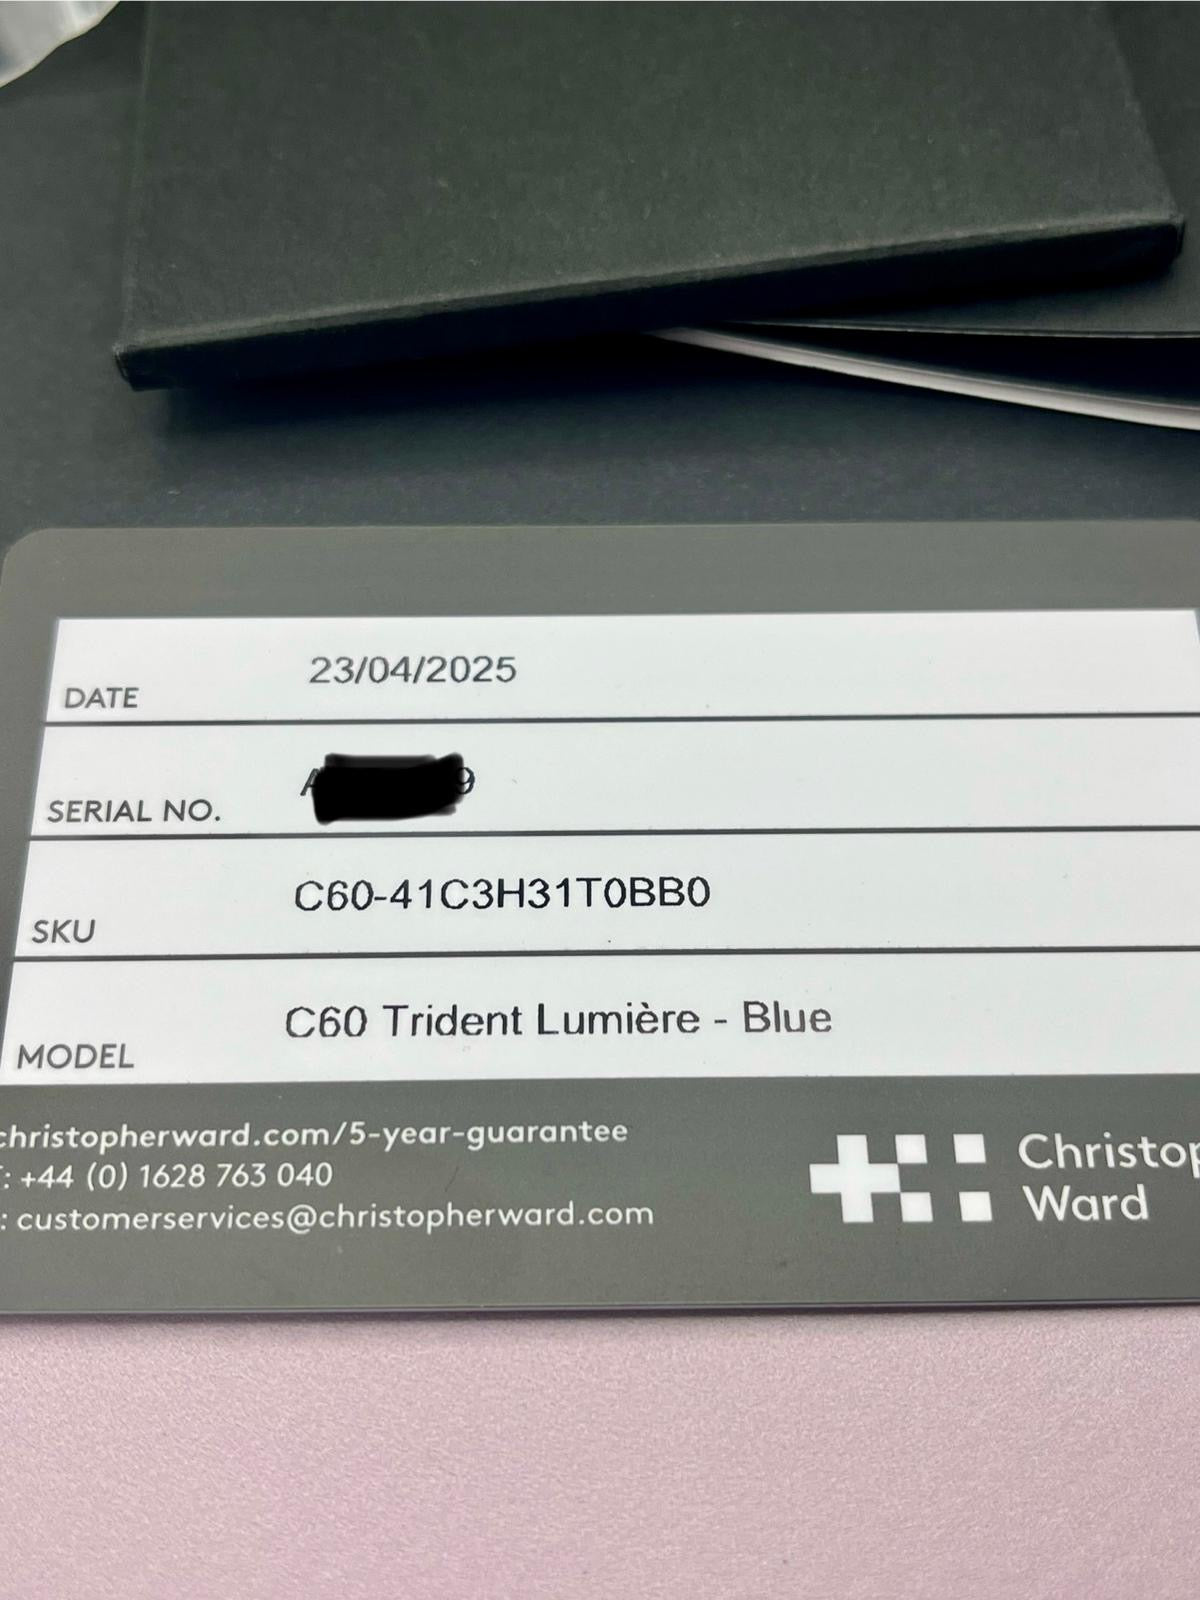 DATE 23/04/2025
SERIAL NO. A 9
SKU C60-41C3H31T0BB0
MODEL C60 Trident Lumière - Blue
christopherward.com/5-year-guarantee
: +44 (0) 1628 763 040
: customerservices@christopherward.com
Christop
Ward